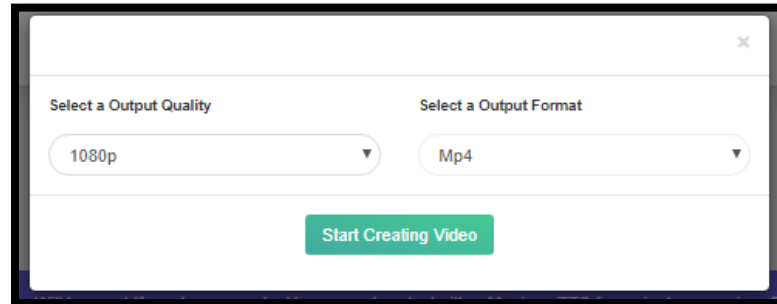 ×
Select a Output Quality
Select a Output Format
1080p
Mp4
Start Creating Video